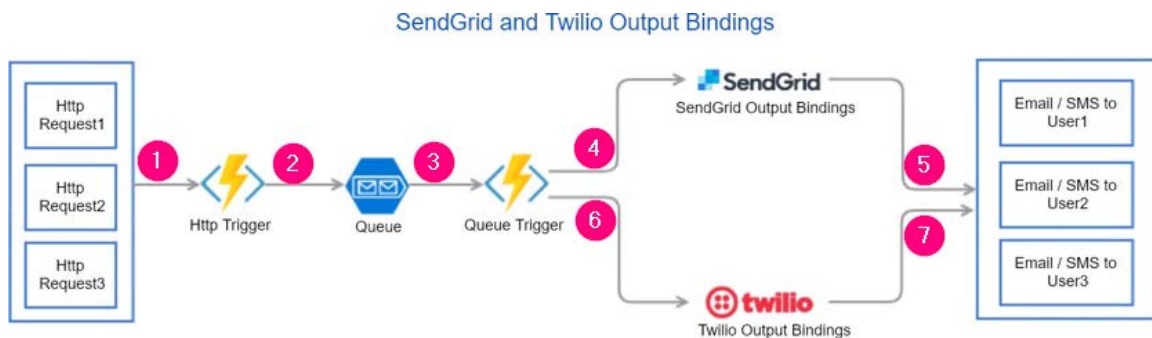 SendGrid and Twilio Output Bindings
Http
Request1
Http
Request2
Http
Request3
1
Http Trigger
2
Queue
3
Queue Trigger
4
SendGrid
SendGrid Output Bindings
5
6
twilio
Twilio Output Bindings
7
Email / SMS to
User1
Email / SMS to
User2
Email / SMS to
User3